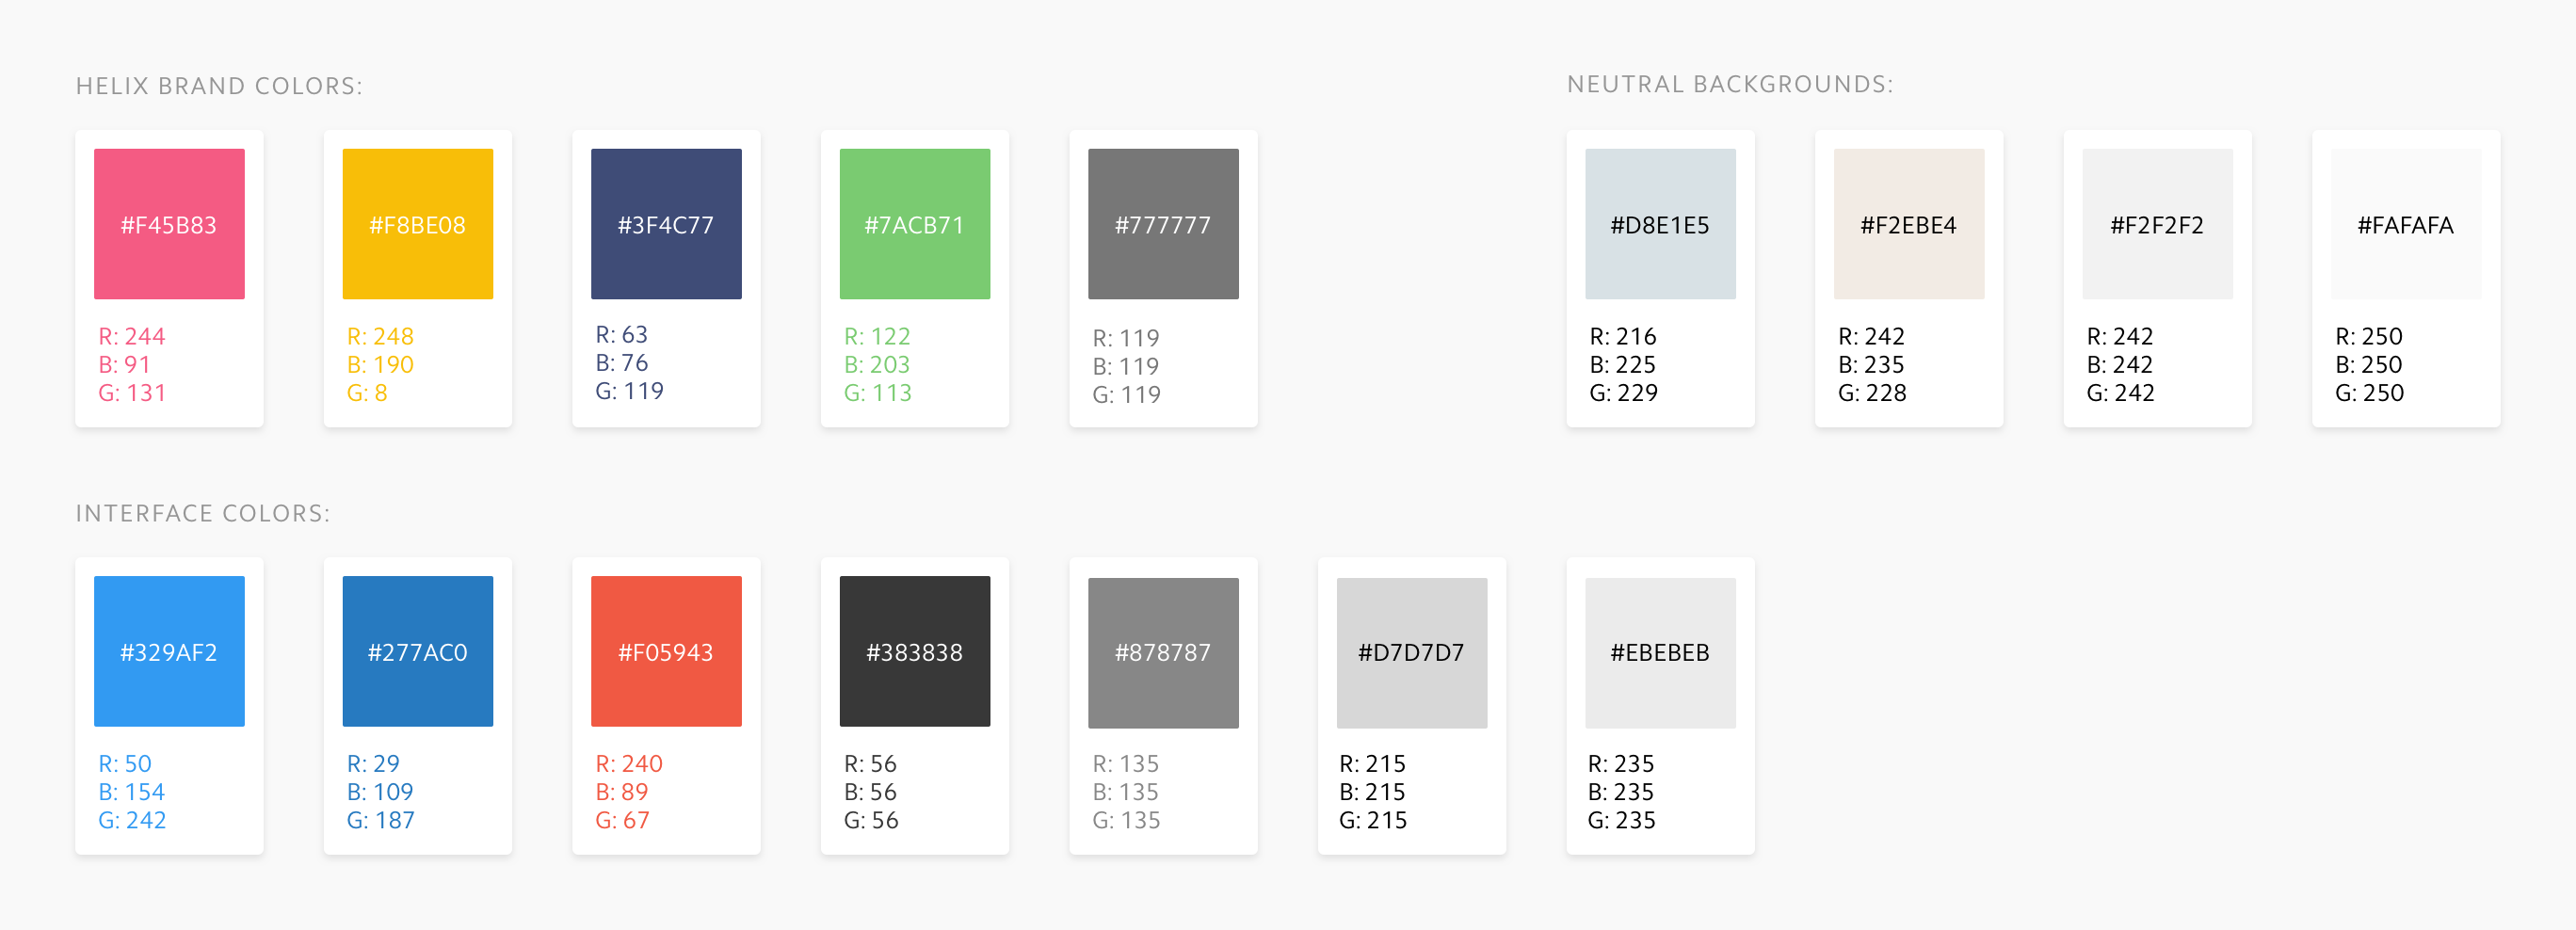 HELIX BRAND COLORS:
#F45B83
R: 244
B: 91
G: 131
#F8BE08
R: 248
B: 190
G: 8
#3F4C77
R: 63
B: 76
G: 119
#7ACB71
R: 122
B: 203
G: 113
#777777
R: 119
B: 119
G: 119
NEUTRAL BACKGROUNDS:
#D8E1E5
R: 216
B: 225
G: 229
#F2EBE4
R: 242
B: 235
G: 228
#F2F2F2
R: 242
B: 242
G: 242
#FAFAFA
R: 250
B: 250
G: 250
INTERFACE COLORS:
#329AF2
R: 50
B: 154
G: 242
#277AC0
R: 29
B: 109
G: 187
#F05943
R: 240
B: 89
G: 67
#383838
R: 56
B: 56
G: 56
#878787
R: 135
B: 135
G: 135
#D7D7D7
R: 215
B: 215
G: 215
#EBEBEB
R: 235
B: 235
G: 235